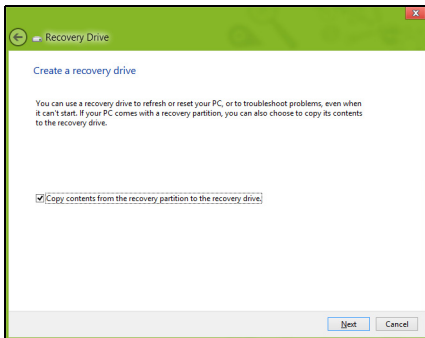 Recovery Drive
Create a recovery drive
You can use a recovery drive to refresh or reset your PC, or to troubleshoot problems, even when
it can't start. If your PC comes with a recovery partition, you can also choose to copy its contents
to the recovery drive.
Copy contents from the recovery partition to the recovery drive.
Next Cancel